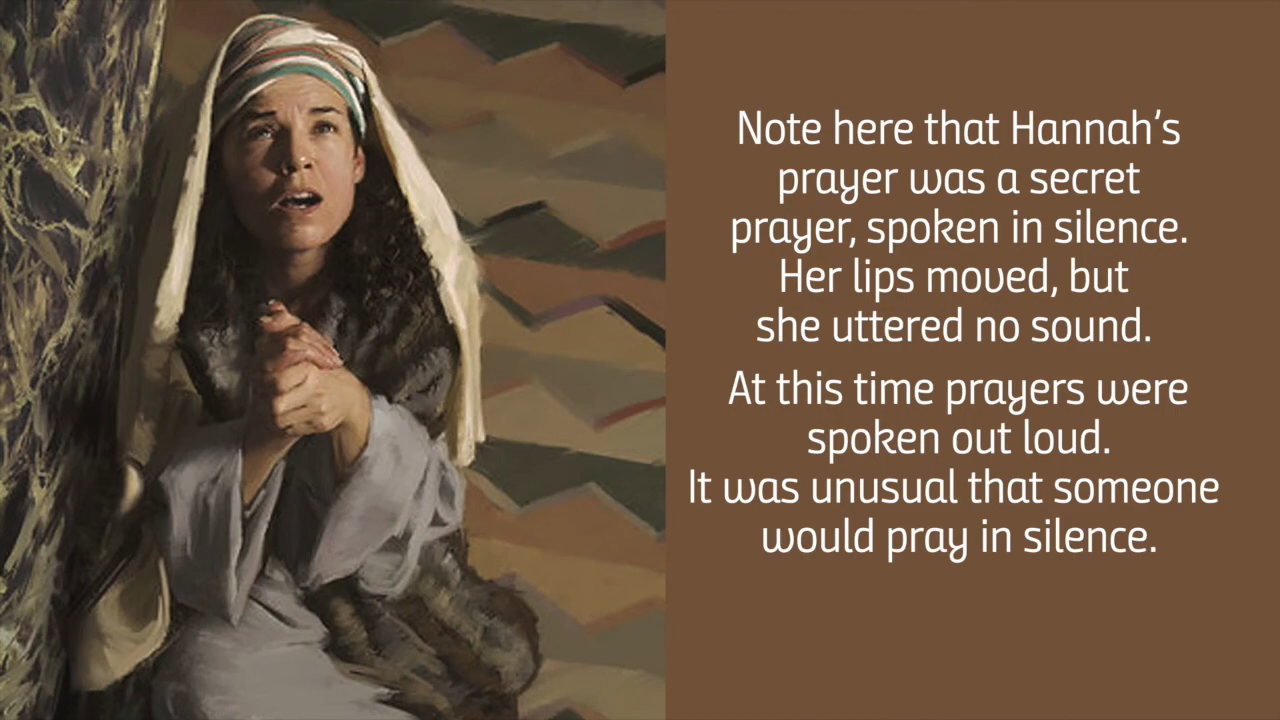 Note here that Hannah's
prayer was a secret
prayer, spoken in silence.
Her lips moved, but
she uttered no sound.
At this time prayers were
spoken out loud.
It was unusual that someone
would pray in silence.